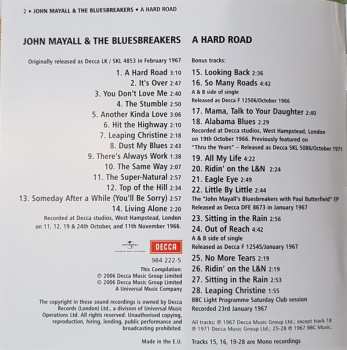 2 • JOHN MAYALL & THE BLUESBREAKERS • A HARD ROAD
JOHN MAYALL & THE BLUESBREAKERS
Originally released as Decca LK / SKL 4853 in February 1967
1. A Hard Road 3:10
2. It's Over 2:47
3. You Don't Love Me 2:40
4. The Stumble 2:50
5. Another Kinda Love 3:06
6. Hit the Highway 2:10
7. Leaping Christine 2:20
8. Dust My Blues 2:40
9. There's Always Work 1:38
10. The Same Way 2:07
11. The Super-Natural 2:57
12. Top of the Hill 2:34
13. Someday After a While (You'll Be Sorry) 2:54
14. Living Alone 2:20
Recorded at Decca studios, West Hampstead, London
on 11, 12, 19 & 24th October, and 11th November 1966.
DECCA
984 222-5
This Compilation:
Ⓟ 2006 Decca Music Group Limited
© 2006 Decca Music Group Limited
A Universal Music Company
The copyright in these sound recordings is owned by Decca
Records (London) Ltd., a division of Universal Music
Operations Ltd. All rights reserved. Unauthorised copying,
reproduction, hiring, lending, public performance and
broadcasting prohibited.
Made in the E.U.
A HARD ROAD
Bonus tracks:
15. Looking Back 2:36
16. So Many Roads 4:42
A & B side of single
Released as Decca F 12506/October 1966
17. Mama, Talk to Your Daughter 2:40
18. Alabama Blues 2:29
Recorded at Decca studios, West Hampstead, London
on 19th October 1966. Previously featured on
"Thru the Years" – Released as Decca SKL 5086/October 1971
19. All My Life 4:22
20. Ridin' on the L&N 2:21
21. Eagle Eye 2:49
22. Little By Little 2:44
The "John Mayall's Bluesbreakers with Paul Butterfield" EP
Released as Decca DFE 8673 in January 1967
23. Sitting in the Rain 2:56
24. Out of Reach 4:42
A & B side of single
Released as Decca F 12545/January 1967
25. No More Tears 2:50
26. Ridin' on the L&N 2:19
27. Sitting in the Rain 2:53
28. Leaping Christine 1:55
BBC Light Programme Saturday Club session
Recorded 23rd January 1967
All tracks: Ⓟ 1967 Decca Music Group Ltd., except track 18
Ⓟ 1971 Decca Music Group Ltd., 25-28 Ⓟ 1967 BBC Music.
Tracks 15, 16, 19-28 are Mono recordings